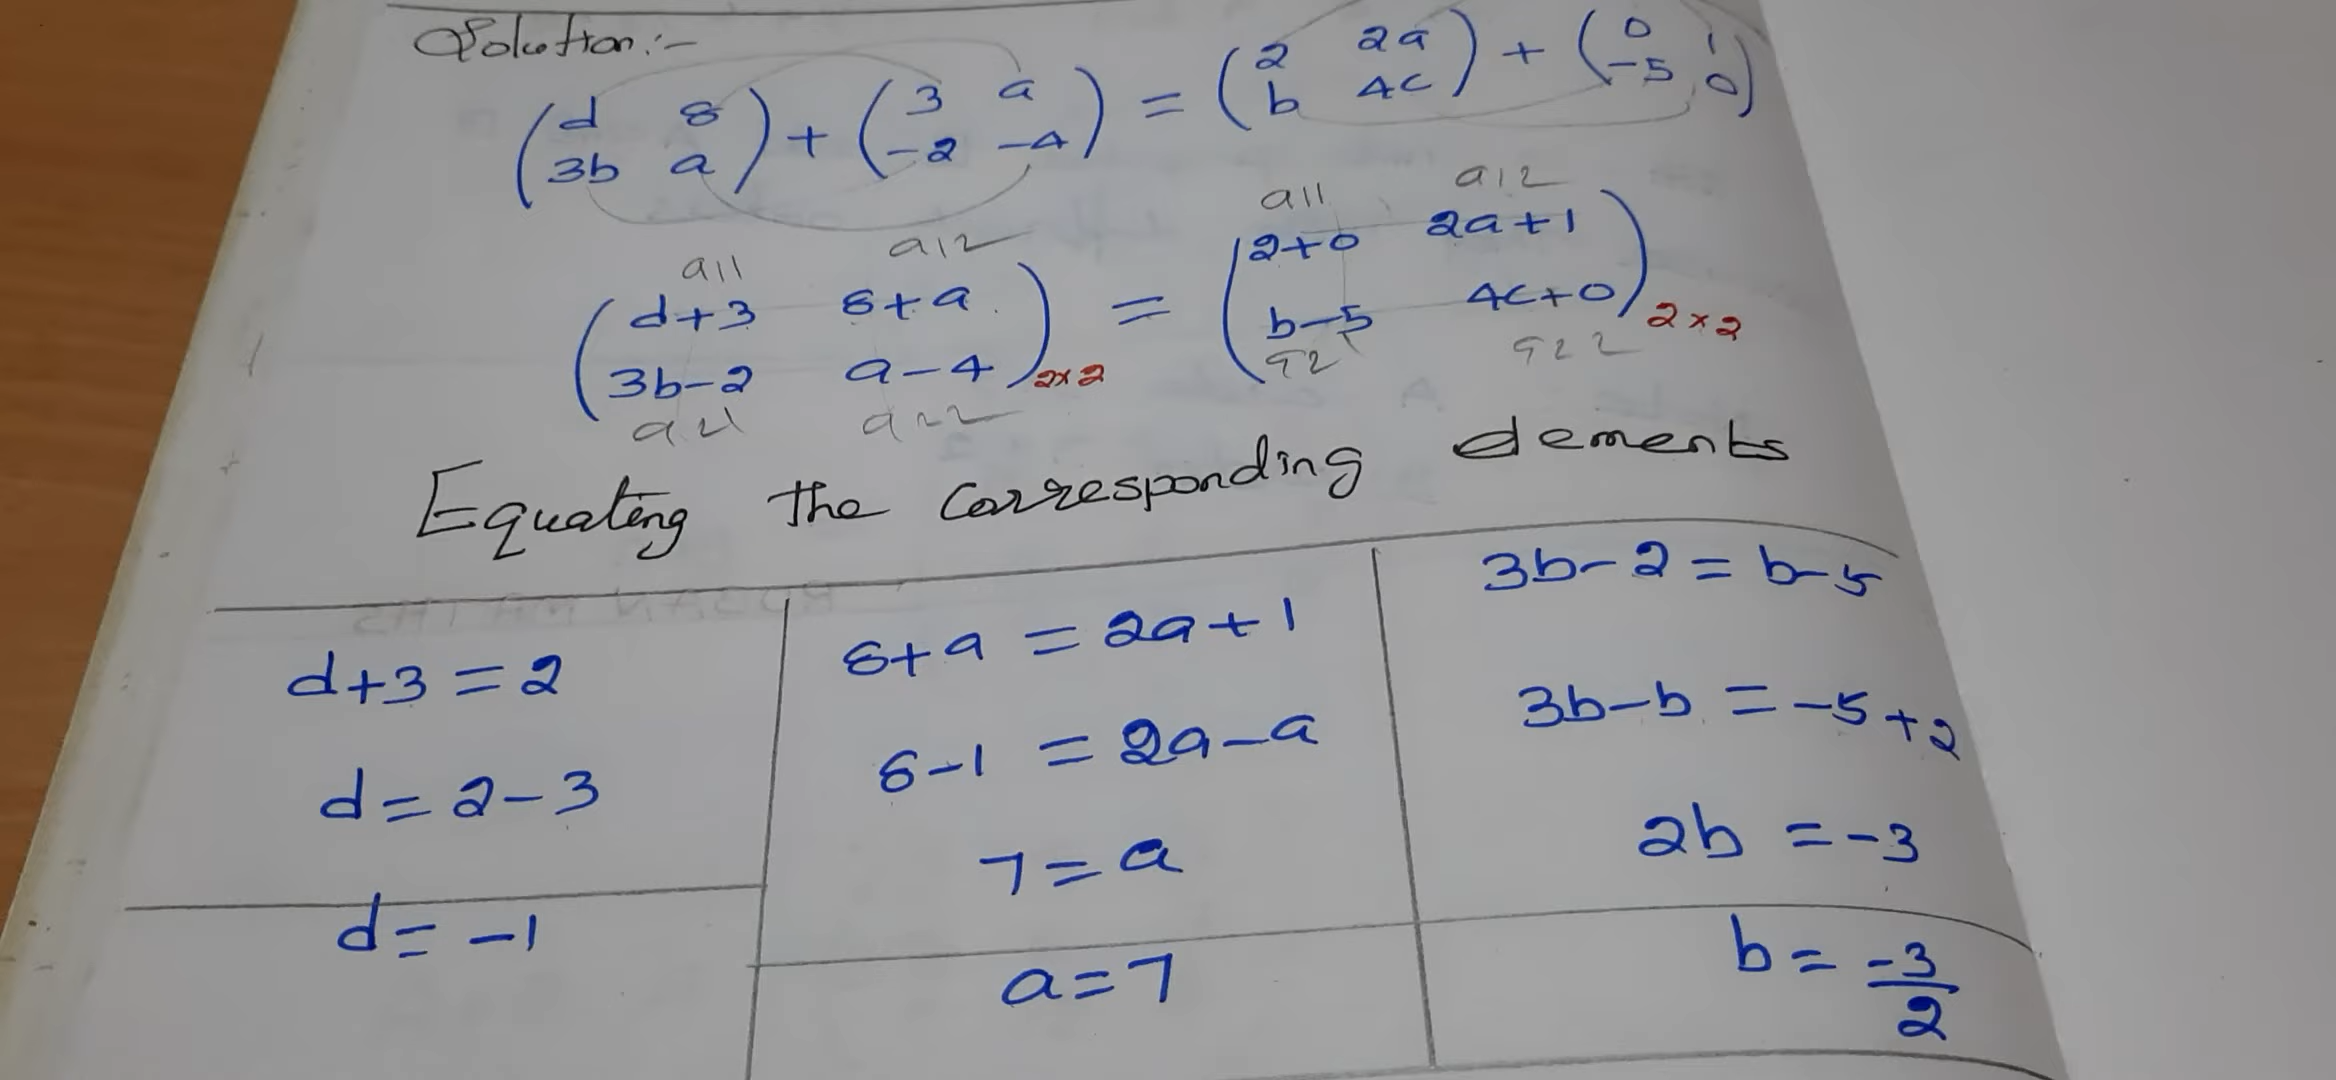 Solution:-
(d 8 3b a) + (3 a -2 -4) = (2 2a b 4c) + (0 1 -5 0)
a11 a12 a11 a12
(d+3 8+a 3b-2 a-4)2×2 = (2+0 2a+1 b-5 4c+0)2×2
a21 a22 a21 a22
Equating the corresponding elements
d+3=2
d=2-3
d=-1
8+a=2a+1
8-1=2a-a
7=a
a=7
3b-2=b-5
3b-b=-5+2
2b=-3
b=-3/2